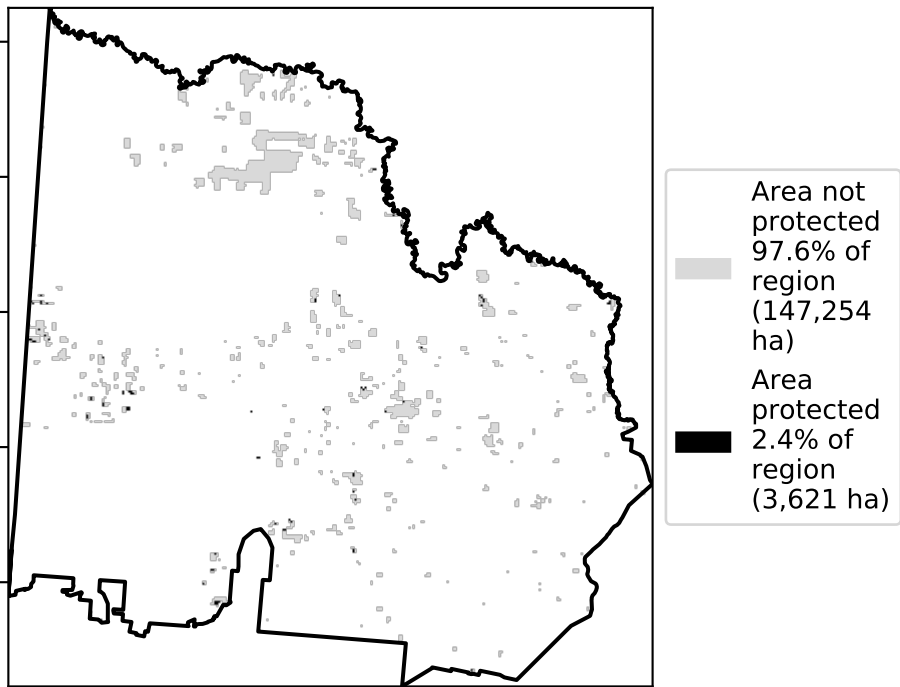 Area not
protected
97.6% of
region
(147,254
ha)
Area
protected
2.4% of
region
(3,621 ha)